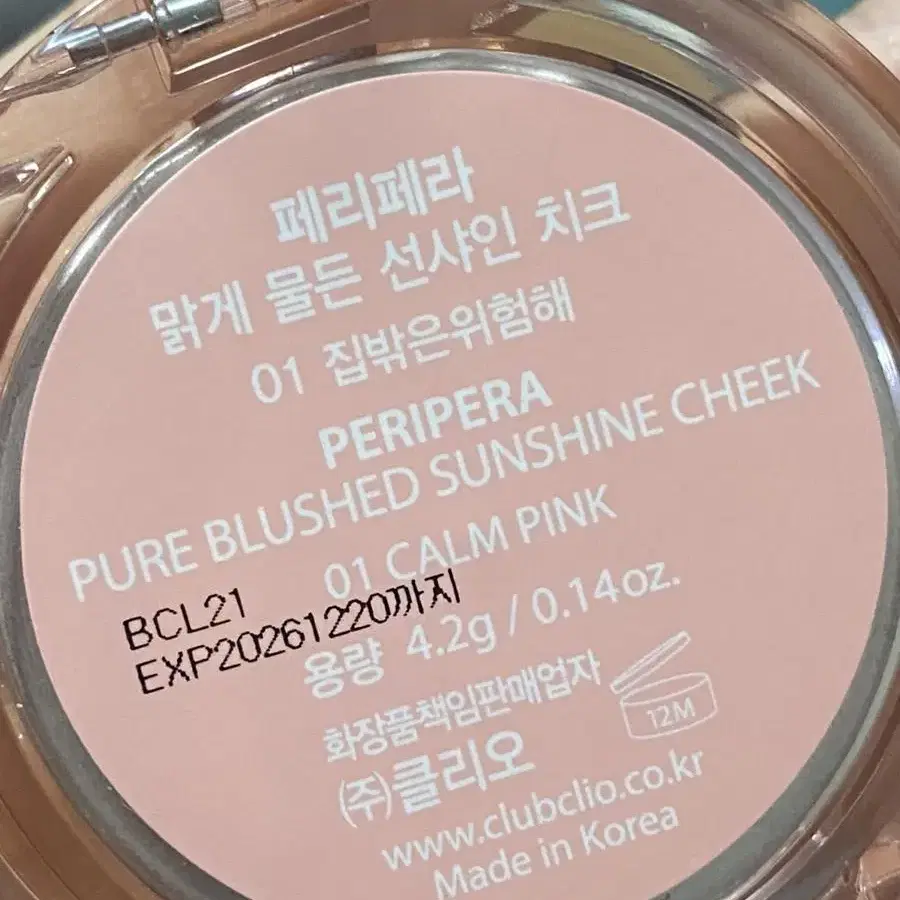 페리페라
맑게 물든 선샤인 치크
01 집밖은위험해
PERIPERA
PURE BLUSHED SUNSHINE CHEEK
01 CALM PINK
BCL21
EXP20261220까지
용량 4.2g / 0.14oz.
화장품책임판매업자
㈜클리오
12M
www.clubclio.co.kr
Made in Korea